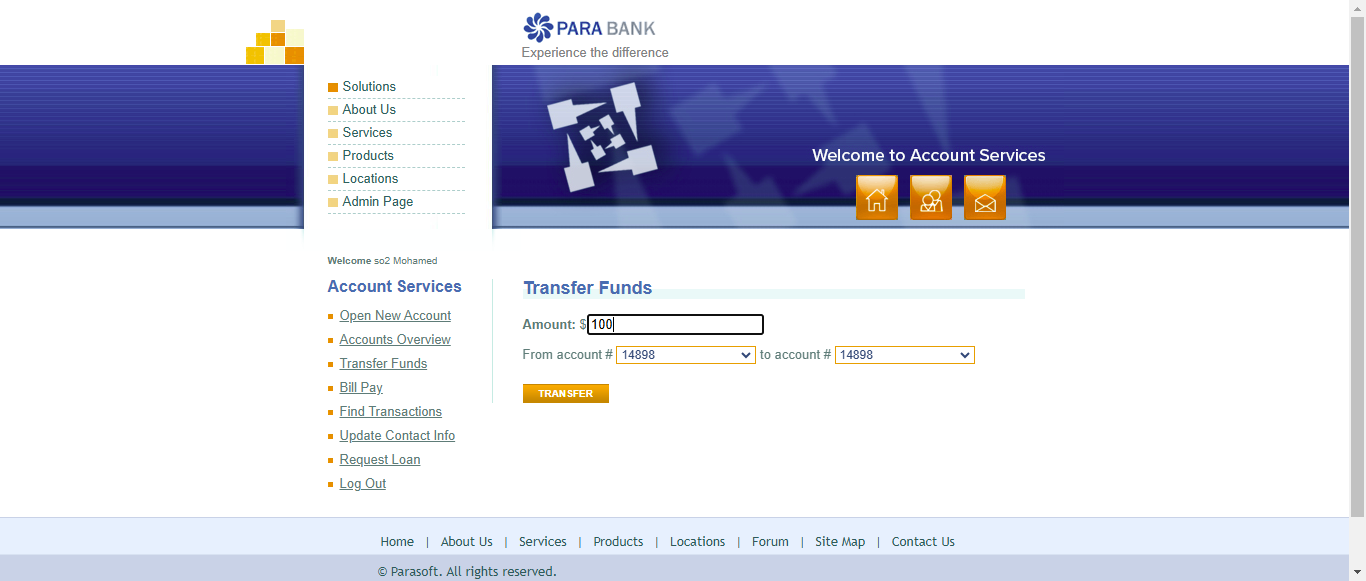 PARA BANK
Experience the difference
Solutions
About Us
Services
Products
Locations
Admin Page
Welcome to Account Services
Welcome so2 Mohamed
Account Services
Open New Account
Accounts Overview
Transfer Funds
Bill Pay
Find Transactions
Update Contact Info
Request Loan
Log Out
Transfer Funds
Amount: $ 100
From account # 14898 to account # 14898
TRANSFER
Home | About Us | Services | Products | Locations | Forum | Site Map | Contact Us
© Parasoft. All rights reserved.